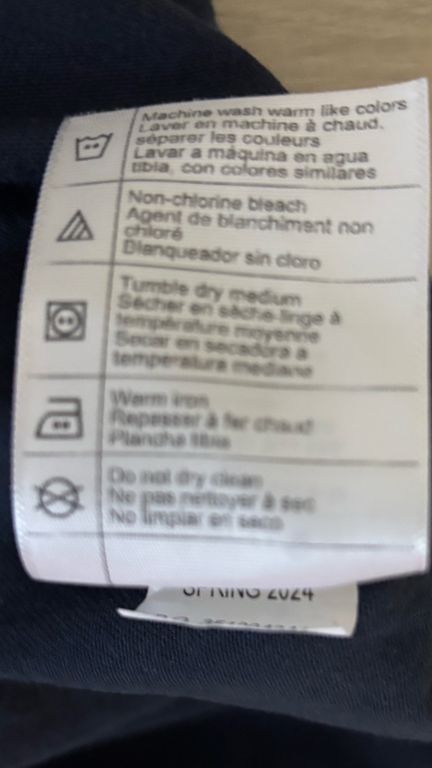 Machine wash warm like colors
Laver en machine à chaud.
séparer les couleurs
Lavar a máquina en agua
tibia, con colores similares
Non-chlorine bleach
Agent de blanchiment non
chloré
Blanqueador sin cloro
Tumble dry medium
Sécher en sèche-linge à
température moyenne
Secar en secadora a
temperatura mediana
Warm iron
Repasser à fer chaud
Plancha tibia
Do not dry clean
Ne pas nettoyer à sec
No limpiar en seco
SPRING 2024